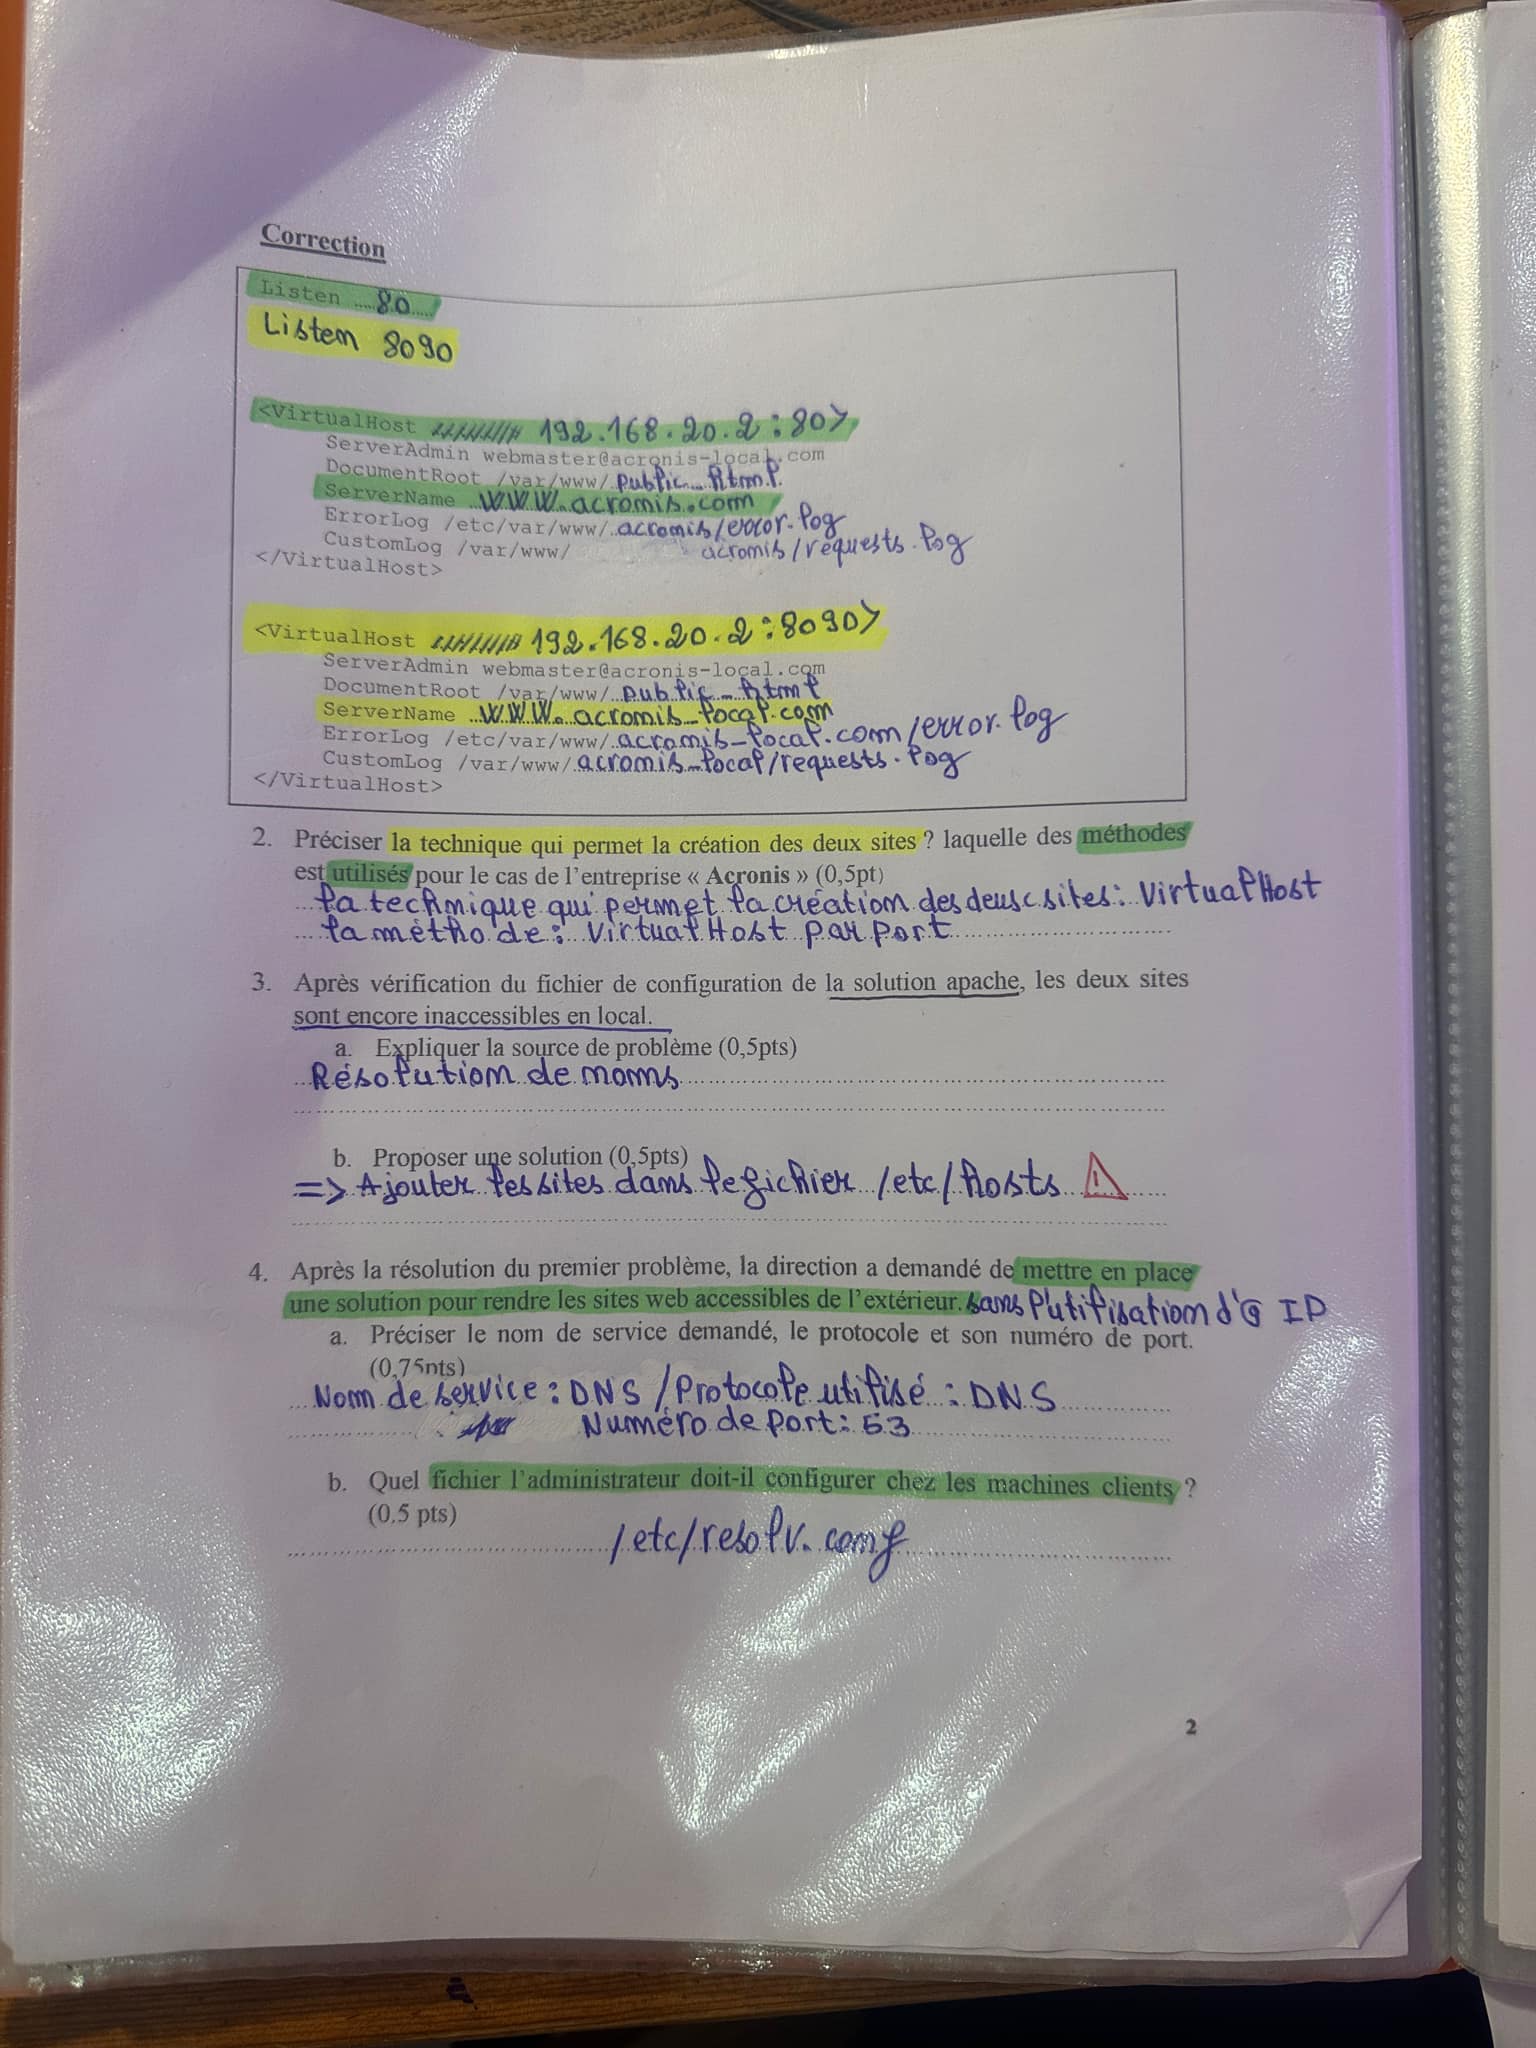 Correction
Listen ....80.....
Listen 8090
<VirtualHost 192.168.20.2:80>
ServerAdmin webmaster@acronis-local.com
DocumentRoot /var/www/.public_html
ServerName ..www.acronis.com
ErrorLog /etc/var/www/..acronis/error.log
CustomLog /var/www/ acronis/requests.log
</VirtualHost>
<VirtualHost 192.168.20.2:8090>
ServerAdmin webmaster@acronis-local.com
DocumentRoot /var/www/..public_html
ServerName ..www.acronis_local.com
ErrorLog /etc/var/www/..acronis_local.com/error.log
CustomLog /var/www/.acronis_local/requests.log
</VirtualHost>
2. Préciser la technique qui permet la création des deux sites ? laquelle des méthodes
est utilisés pour le cas de l'entreprise « Acronis » (0,5pt)
la technique qui permet la création des deux sites: VirtualHost
la méthode: VirtualHost par port
3. Après vérification du fichier de configuration de la solution apache, les deux sites
sont encore inaccessibles en local.
a. Expliquer la source de problème (0,5pts)
Résolution de noms
b. Proposer une solution (0,5pts)
=> Ajouter les sites dans le fichier /etc/hosts
4. Après la résolution du premier problème, la direction a demandé de mettre en place
une solution pour rendre les sites web accessibles de l'extérieur. sans l'utilisation d'@ IP
a. Préciser le nom de service demandé, le protocole et son numéro de port.
(0,75pts)
Nom de service: DNS / Protocole utilisé : DNS
Numéro de port: 53
b. Quel fichier l'administrateur doit-il configurer chez les machines clients ?
(0.5 pts)
/etc/resolv.conf
2